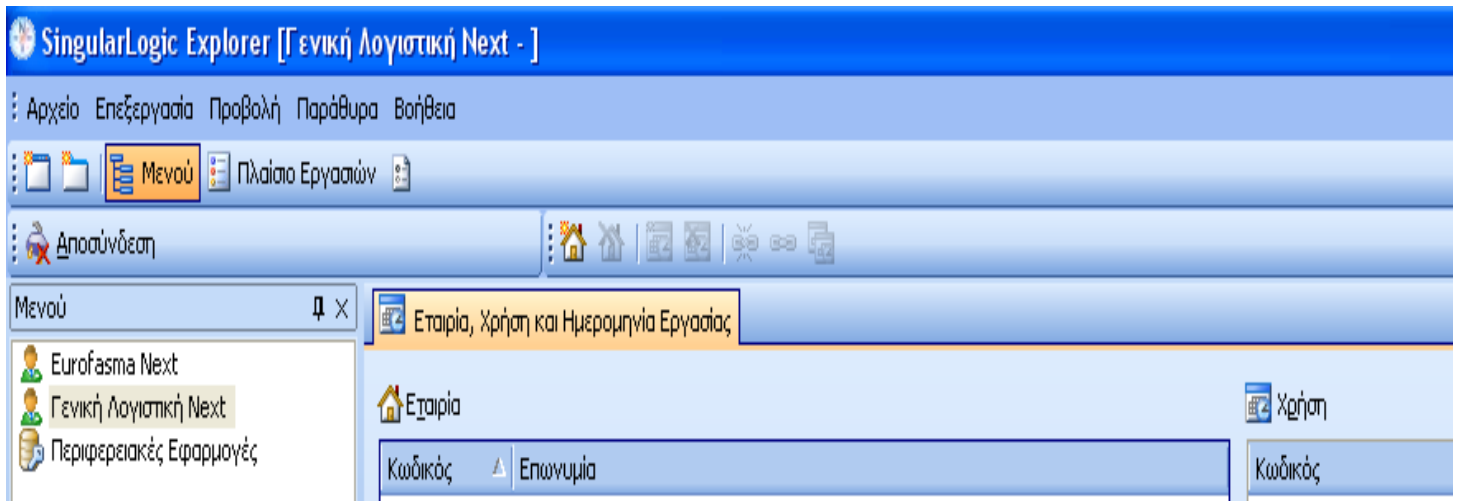 SingularLogic Explorer [Γενική Λογιστική Next - ]
Αρχείο Επεξεργασία Προβολή Παράθυρα Βοήθεια
Μενού Πλαίσιο Εργασιών
Αποσύνδεση
Μενού
Εταιρία, Χρήση και Ημερομηνία Εργασίας
Eurofasma Next
Γενική Λογιστική Next
Περιφερειακές Εφαρμογές
Εταιρία
Χρήση
Κωδικός Επωνυμία
Κωδικός